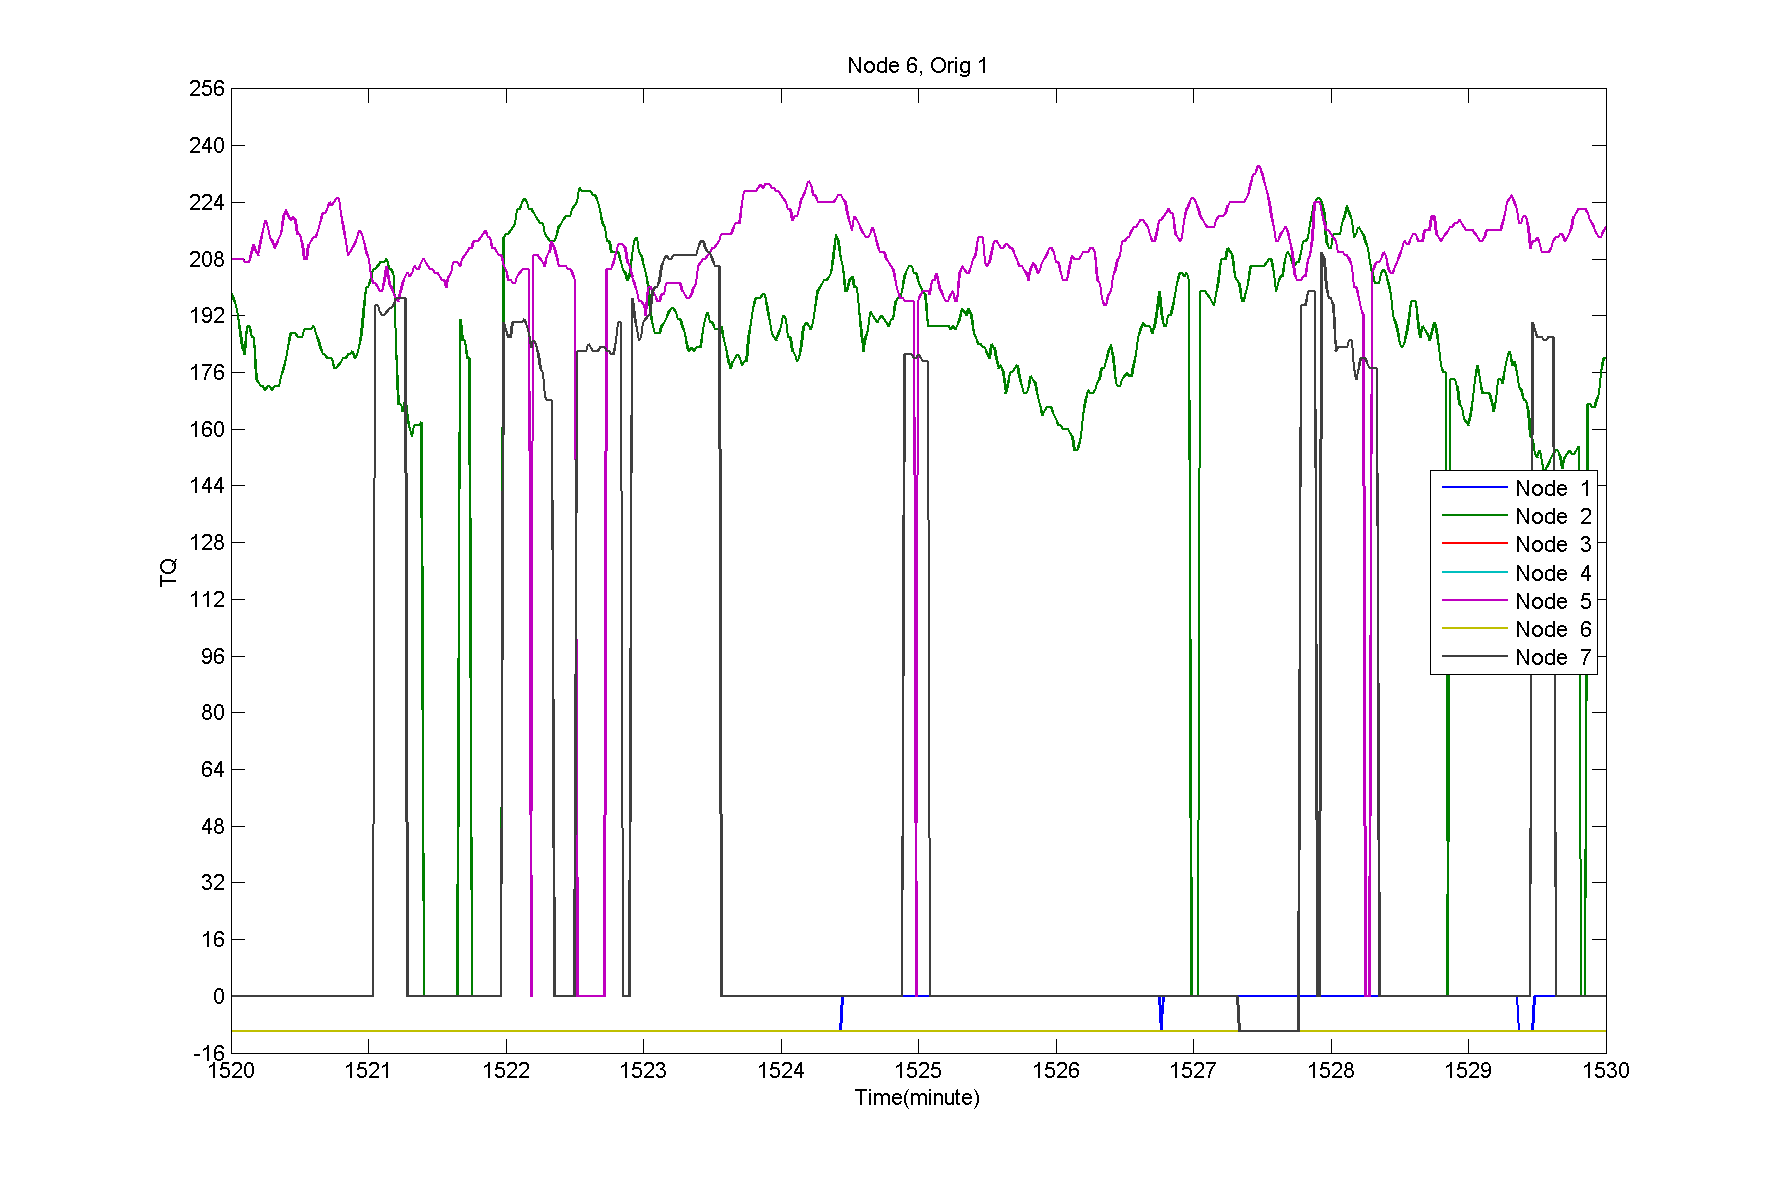 Node 6, Orig 1
256
240
224
208
192
176
160
144
128
112
96
80
64
48
32
16
0
-16
TQ
Node 1
Node 2
Node 3
Node 4
Node 5
Node 6
Node 7
1520 1521 1522 1523 1524 1525 1526 1527 1528 1529 1530
Time(minute)